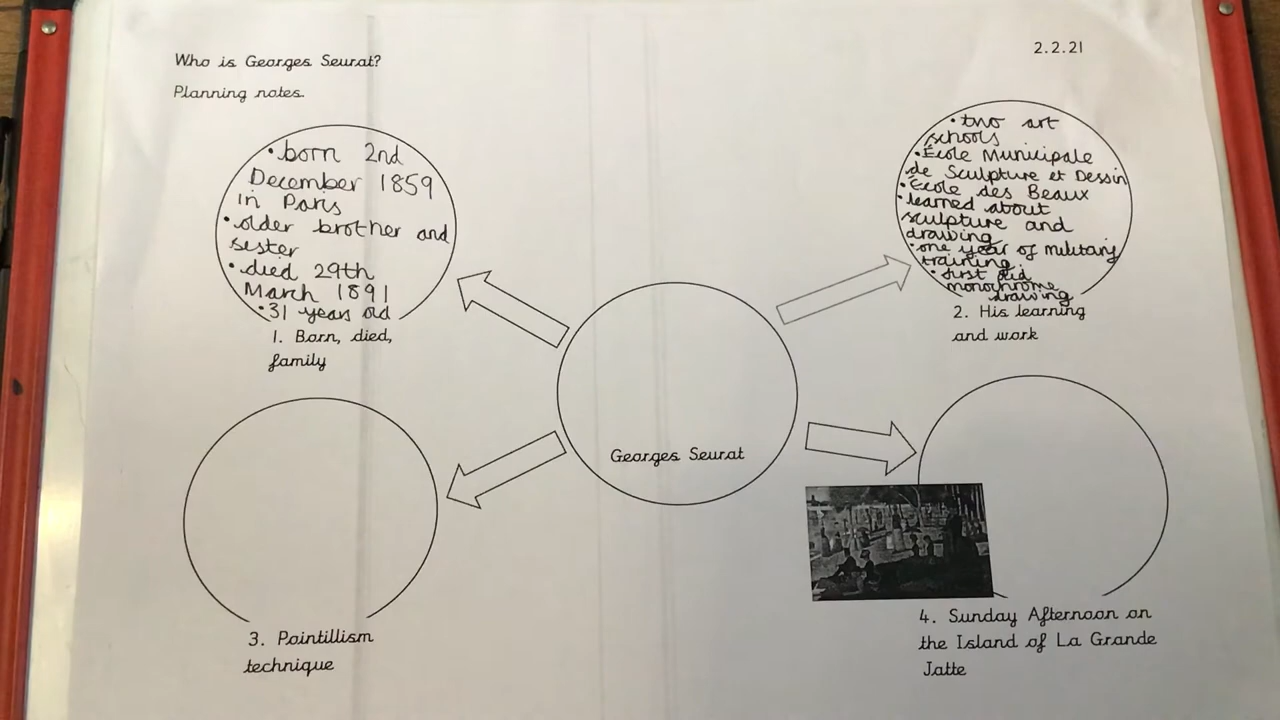 Who is Georges Seurat?
2.2.21
Planning notes.
• born 2nd
December 1859
in Paris
• older brother and
sister
• died 29th
March 1891
• 31 years old
1. Born, died,
family
• two art
schools
• École Municipale
de Sculpture et Dessin
• École des Beaux
• learned about
sculpture and
drawing
• one year of military
training
• first did
monochrome
drawing
2. His learning
and work
Georges Seurat
3. Pointillism
technique
4. Sunday Afternoon on
the Island of La Grande
Jatte